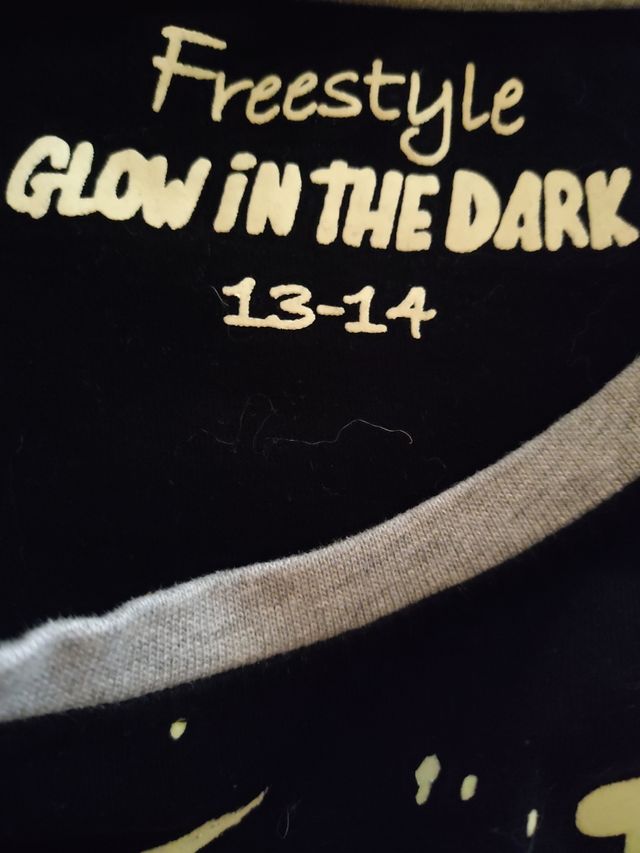 Freestyle
GLOW iN THE DARK
13-14